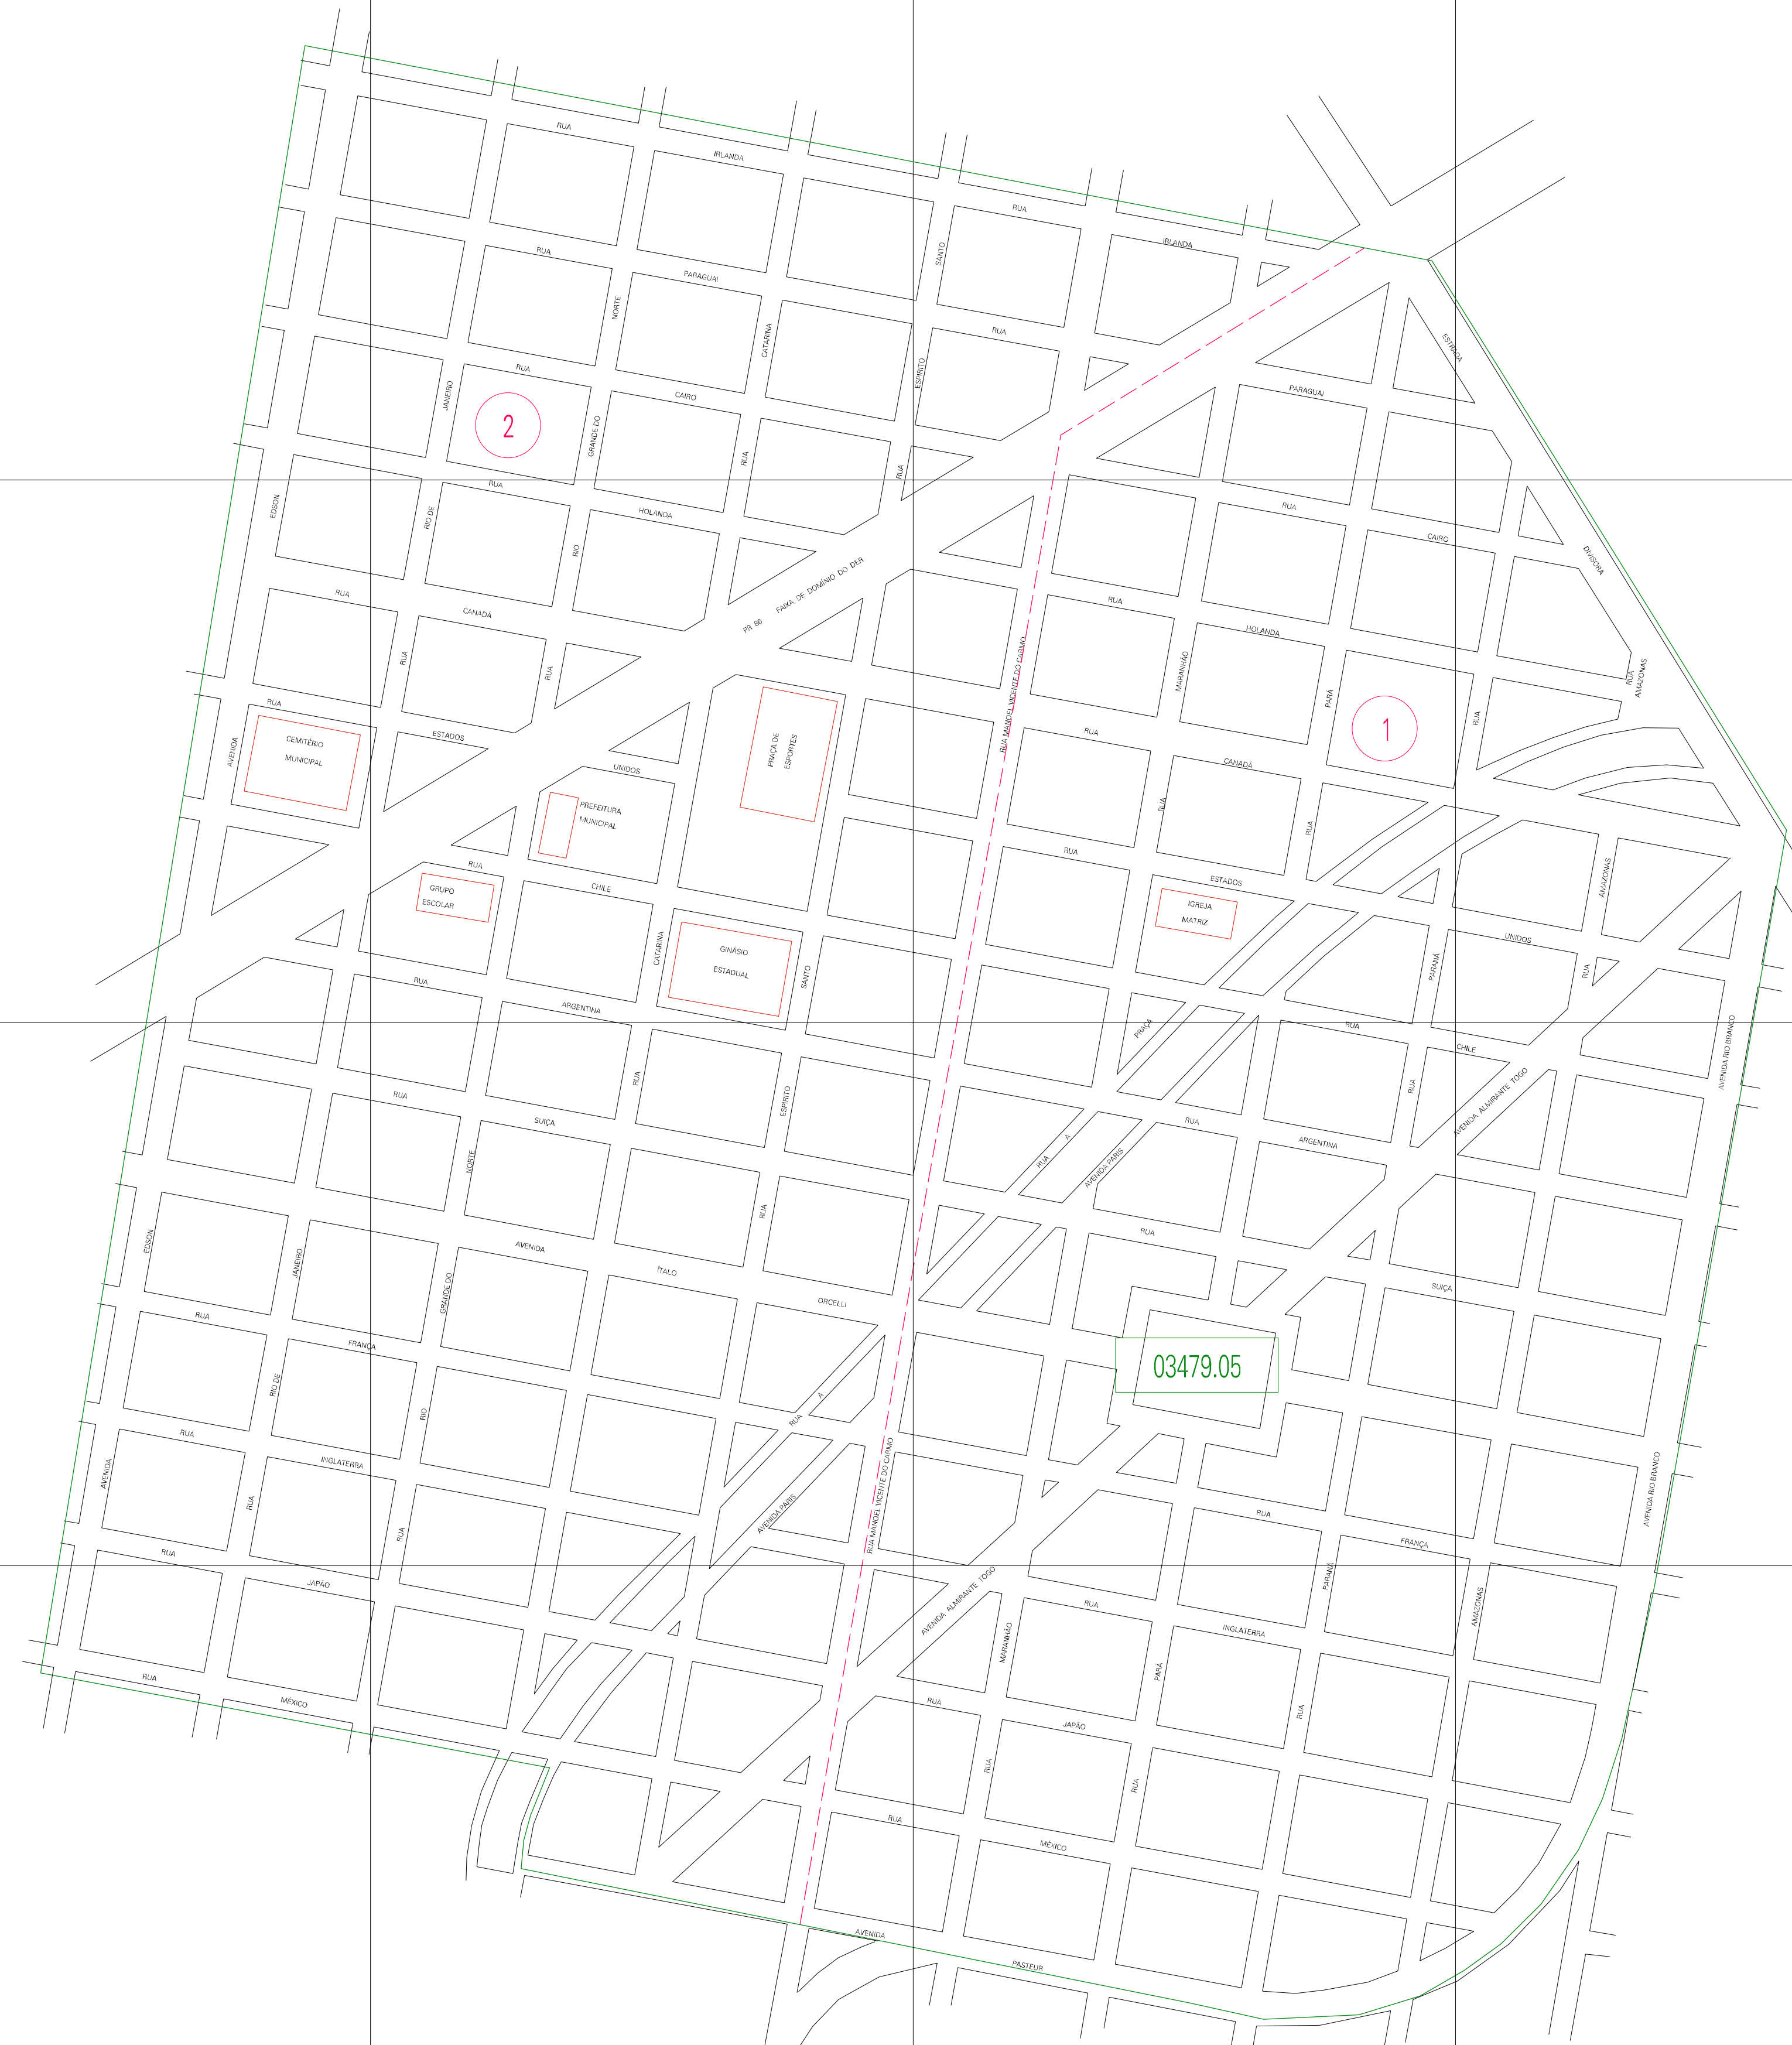 RUA
IRLANDA
RUA
IRLANDA
SANTO
RUA
PARAGUAI
NORTE
CATARINA
RUA
ESPIRITO
ESTRADA
RUA
CAIRO
JANEIRO
2
GRANDE DO
RUA
RUA
PARAGUAI
RUA
HOLANDA
EDSON
RIO DE
RIO
RUA
CAIRO
DIVISORA
PR 86 FAIXA DE DOMÍNIO DO DER
RUA
CANADÁ
RUA
RUA
RUA
HOLANDA
RUA MANOEL VICENTE DO CARMO
MARANHÃO
PARÁ
RUA
AMAZONAS
RUA
1
RUA
ESTADOS
UNIDOS
AVENIDA
CEMITÉRIO
MUNICIPAL
PRAÇA DE
ESPORTES
PREFEITURA
MUNICIPAL
RUA
CANADÁ
RUA
RUA
RUA
CHILE
GRUPO
ESCOLAR
RUA
ESTADOS
UNIDOS
IGREJA
MATRIZ
AMAZONAS
CATARINA
GINÁSIO
ESTADUAL
SANTO
PARANÁ
RUA
RUA
ARGENTINA
PRAÇA
RUA
CHILE
AVENIDA RIO BRANCO
RUA
SUIÇA
RUA
ESPIRITO
RUA
AVENIDA ALMIRANTE TOGO
RUA
ARGENTINA
NORTE
RUA A
AVENIDA PARIS
RUA
EDSON
JANEIRO
GRANDE DO
AVENIDA
ÍTALO
ORCELLI
RUA
SUIÇA
RUA
FRANÇA
RIO DE
RIO
03479.05
RUA A
RUA
INGLATERRA
AVENIDA
RUA
RUA
AVENIDA PARIS
RUA MANOEL VICENTE DO CARMO
AVENIDA RIO BRANCO
RUA
FRANÇA
RUA
JAPÃO
AVENIDA ALMIRANTE TOGO
PARANÁ
AMAZONAS
RUA
INGLATERRA
MARANHÃO
PARÁ
RUA
RUA
MÉXICO
RUA
JAPÃO
RUA
RUA
RUA
MÉXICO
AVENIDA
PASTEUR